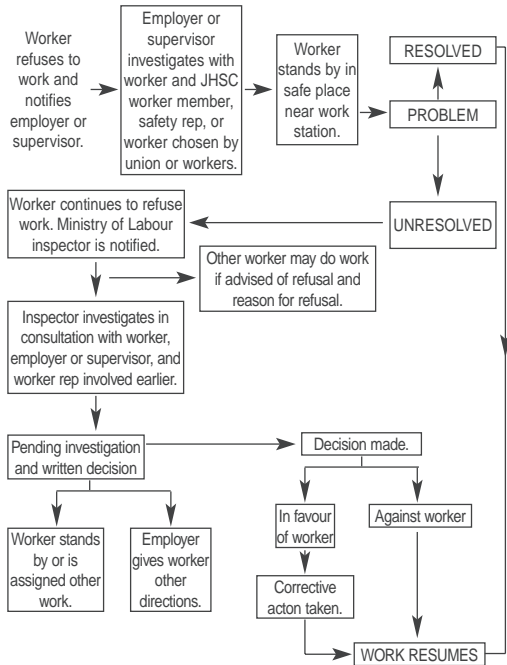 Worker
refuses to
work and
notifies
employer or
supervisor.
Employer or
supervisor
investigates with
worker and JHSC
worker member,
safety rep, or
worker chosen by
union or workers.
Worker
stands by in
safe place
near work
station.
RESOLVED
PROBLEM
UNRESOLVED
Worker continues to refuse
work. Ministry of Labour
inspector is notified.
Other worker may do work
if advised of refusal and
reason for refusal.
Inspector investigates in
consultation with worker,
employer or supervisor, and
worker rep involved earlier.
Pending investigation
and written decision
Decision made.
Worker stands
by or is
assigned other
work.
Employer
gives worker
other
directions.
In favour
of worker
Against worker
Corrective
acton taken.
WORK RESUMES